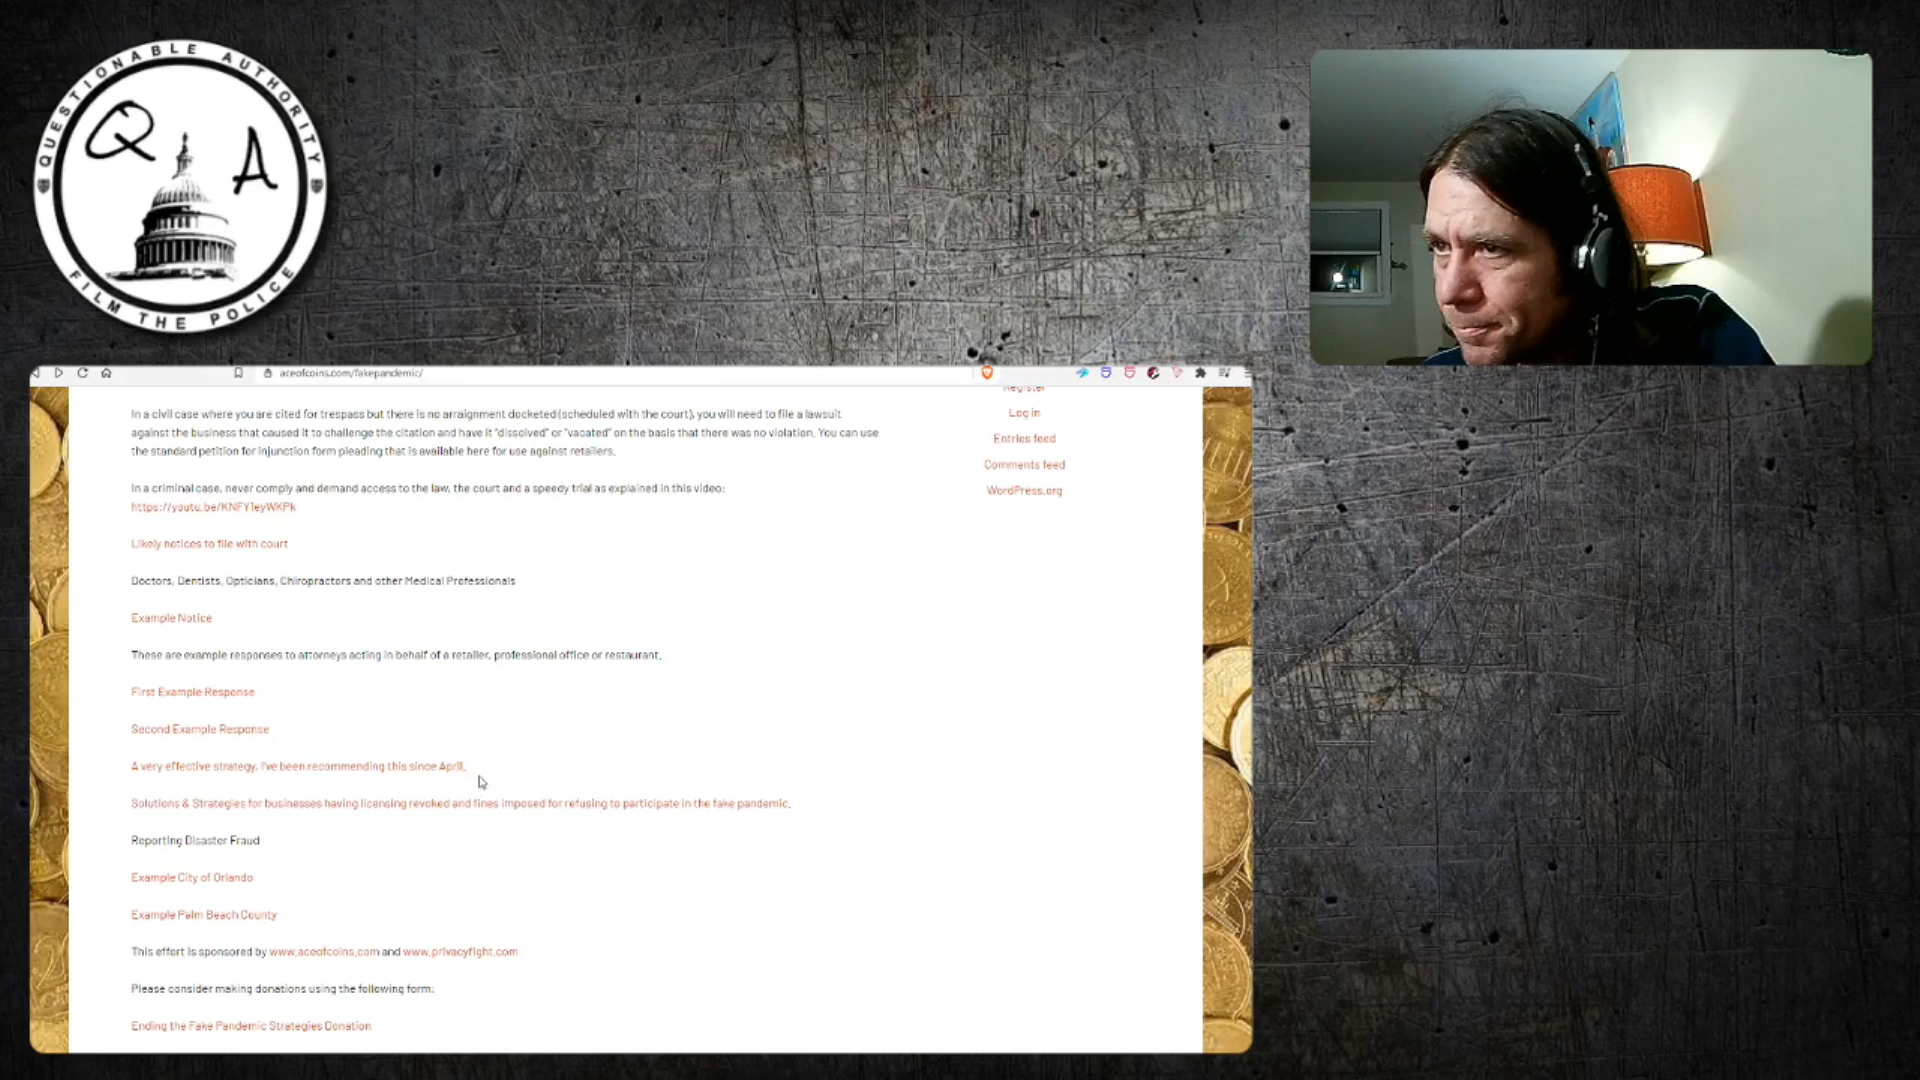 QUESTIONABLE AUTHORITY
Q A
FILM THE POLICE
aceofcoins.com/fakepandemic/
Register
Log in
Entries feed
Comments feed
WordPress.org
In a civil case where you are cited for trespass but there is no arraignment docketed (scheduled with the court), you will need to file a lawsuit
against the business that caused it to challenge the citation and have it "dissolved" or "vacated" on the basis that there was no violation. You can use
the standard petition for injunction form pleading that is available here for use against retailers.
In a criminal case, never comply and demand access to the law, the court and a speedy trial as explained in this video:
https://youtu.be/KNFY1eyWKPk
Likely notices to file with court
Doctors, Dentists, Opticians, Chiropractors and other Medical Professionals
Example Notice
These are example responses to attorneys acting in behalf of a retailer, professional office or restaurant.
First Example Response
Second Example Response
A very effective strategy. I've been recommending this since April.
Solutions & Strategies for businesses having licensing revoked and fines imposed for refusing to participate in the fake pandemic.
Reporting Disaster Fraud
Example City of Orlando
Example Palm Beach County
This effort is sponsored by www.aceofcoins.com and www.privacyfight.com
Please consider making donations using the following form:
Ending the Fake Pandemic Strategies Donation